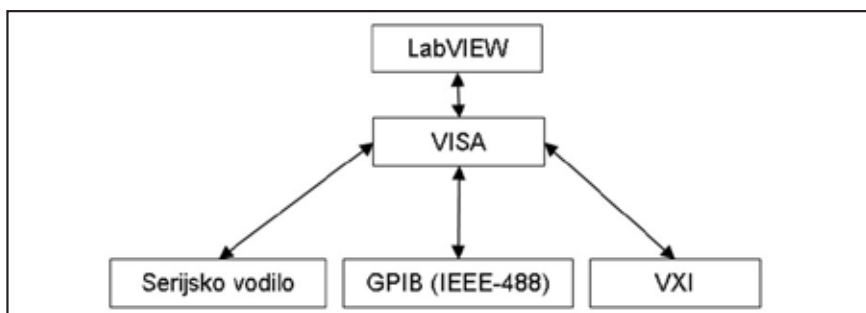 LabVIEW
VISA
Serijsko vodilo
GPIB (IEEE-488)
VXI